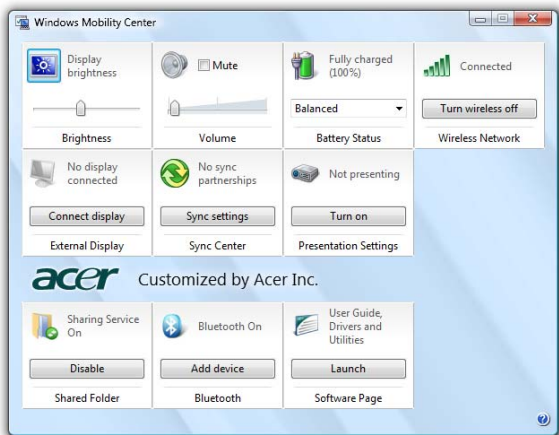 Windows Mobility Center
Display
brightness
Brightness
Mute
Volume
Fully charged
(100%)
Balanced
Battery Status
Connected
Turn wireless off
Wireless Network
No display
connected
Connect display
External Display
No sync
partnerships
Sync settings
Sync Center
Not presenting
Turn on
Presentation Settings
acer Customized by Acer Inc.
Sharing Service
On
Disable
Shared Folder
Bluetooth On
Add device
Bluetooth
User Guide,
Drivers and
Utilities
Launch
Software Page